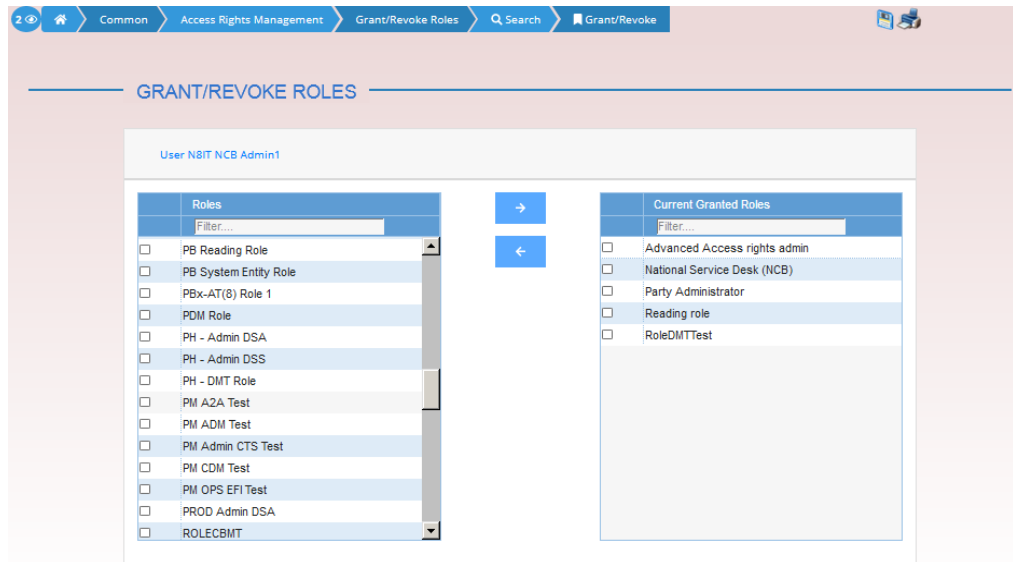 2 Common Access Rights Management Grant/Revoke Roles Search Grant/Revoke
GRANT/REVOKE ROLES
User N8IT NCB Admin1
Roles
Filter....
PB Reading Role
PB System Entity Role
PBx-AT(8) Role 1
PDM Role
PH - Admin DSA
PH - Admin DSS
PH - DMT Role
PM A2A Test
PM ADM Test
PM Admin CTS Test
PM CDM Test
PM OPS EFI Test
PROD Admin DSA
ROLECBMT
Current Granted Roles
Filter....
Advanced Access rights admin
National Service Desk (NCB)
Party Administrator
Reading role
RoleDMTTest